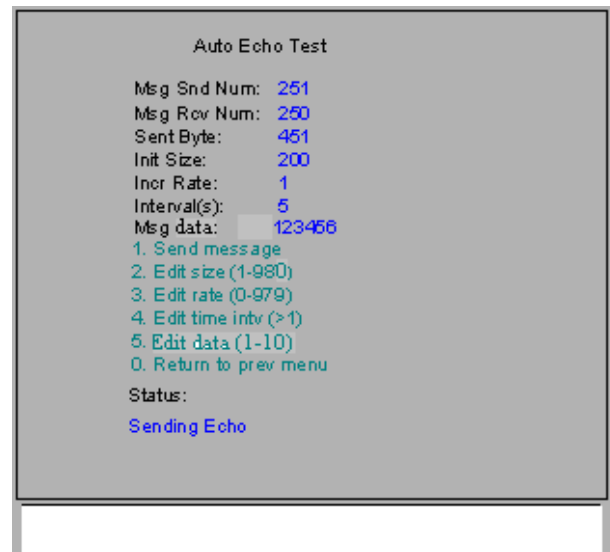 Auto Echo Test
Msg Snd Num: 251
Msg Rcv Num: 250
Sent Byte: 451
Init Size: 200
Incr Rate: 1
Interval(s): 5
Msg data: 123456
1. Send message
2. Edit size (1-980)
3. Edit rate (0-979)
4. Edit time intv (>1)
5. Edit data (1-10)
0. Return to prev menu
Status:
Sending Echo